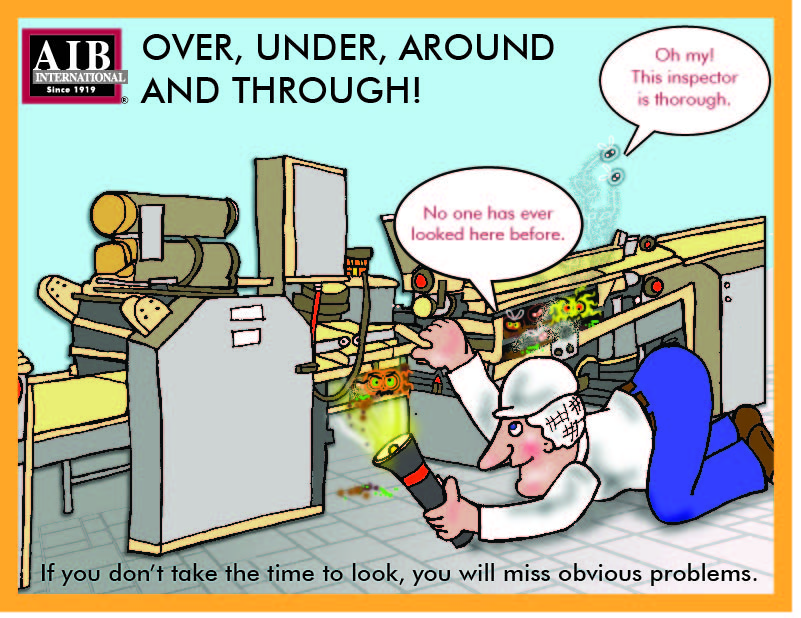 AIB
INTERNATIONAL
Since 1919
®
OVER, UNDER, AROUND
AND THROUGH!
Oh my!
This inspector
is thorough.
No one has ever
looked here before.
If you don't take the time to look, you will miss obvious problems.